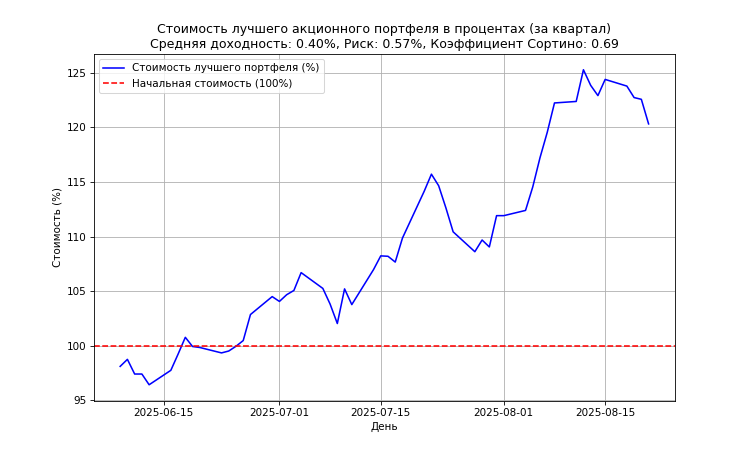 Стоимость лучшего акционного портфеля в процентах (за квартал)
Средняя доходность: 0.40%, Риск: 0.57%, Коэффициент Сортино: 0.69
Стоимость лучшего портфеля (%)
Начальная стоимость (100%)
Стоимость (%)
125
120
115
110
105
100
95
2025-06-15
2025-07-01
2025-07-15
2025-08-01
2025-08-15
День